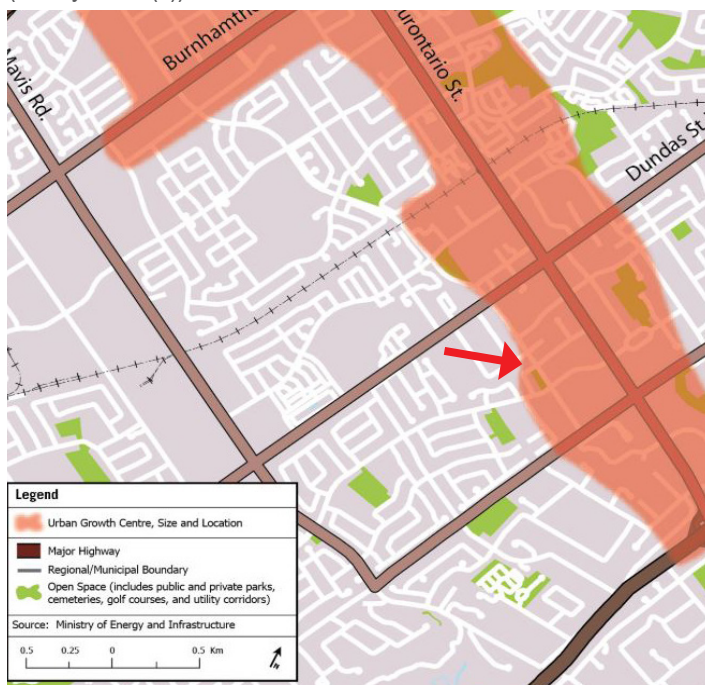 Mavis Rd.
Burnhamtho
urontario St.
Dundas St.
Legend
Urban Growth Centre, Size and Location
Major Highway
Regional/Municipal Boundary
Open Space (includes public and private parks,
cemeteries, golf courses, and utility corridors)
Source: Ministry of Energy and Infrastructure
0.5 0.25 0 0.5 Km
N